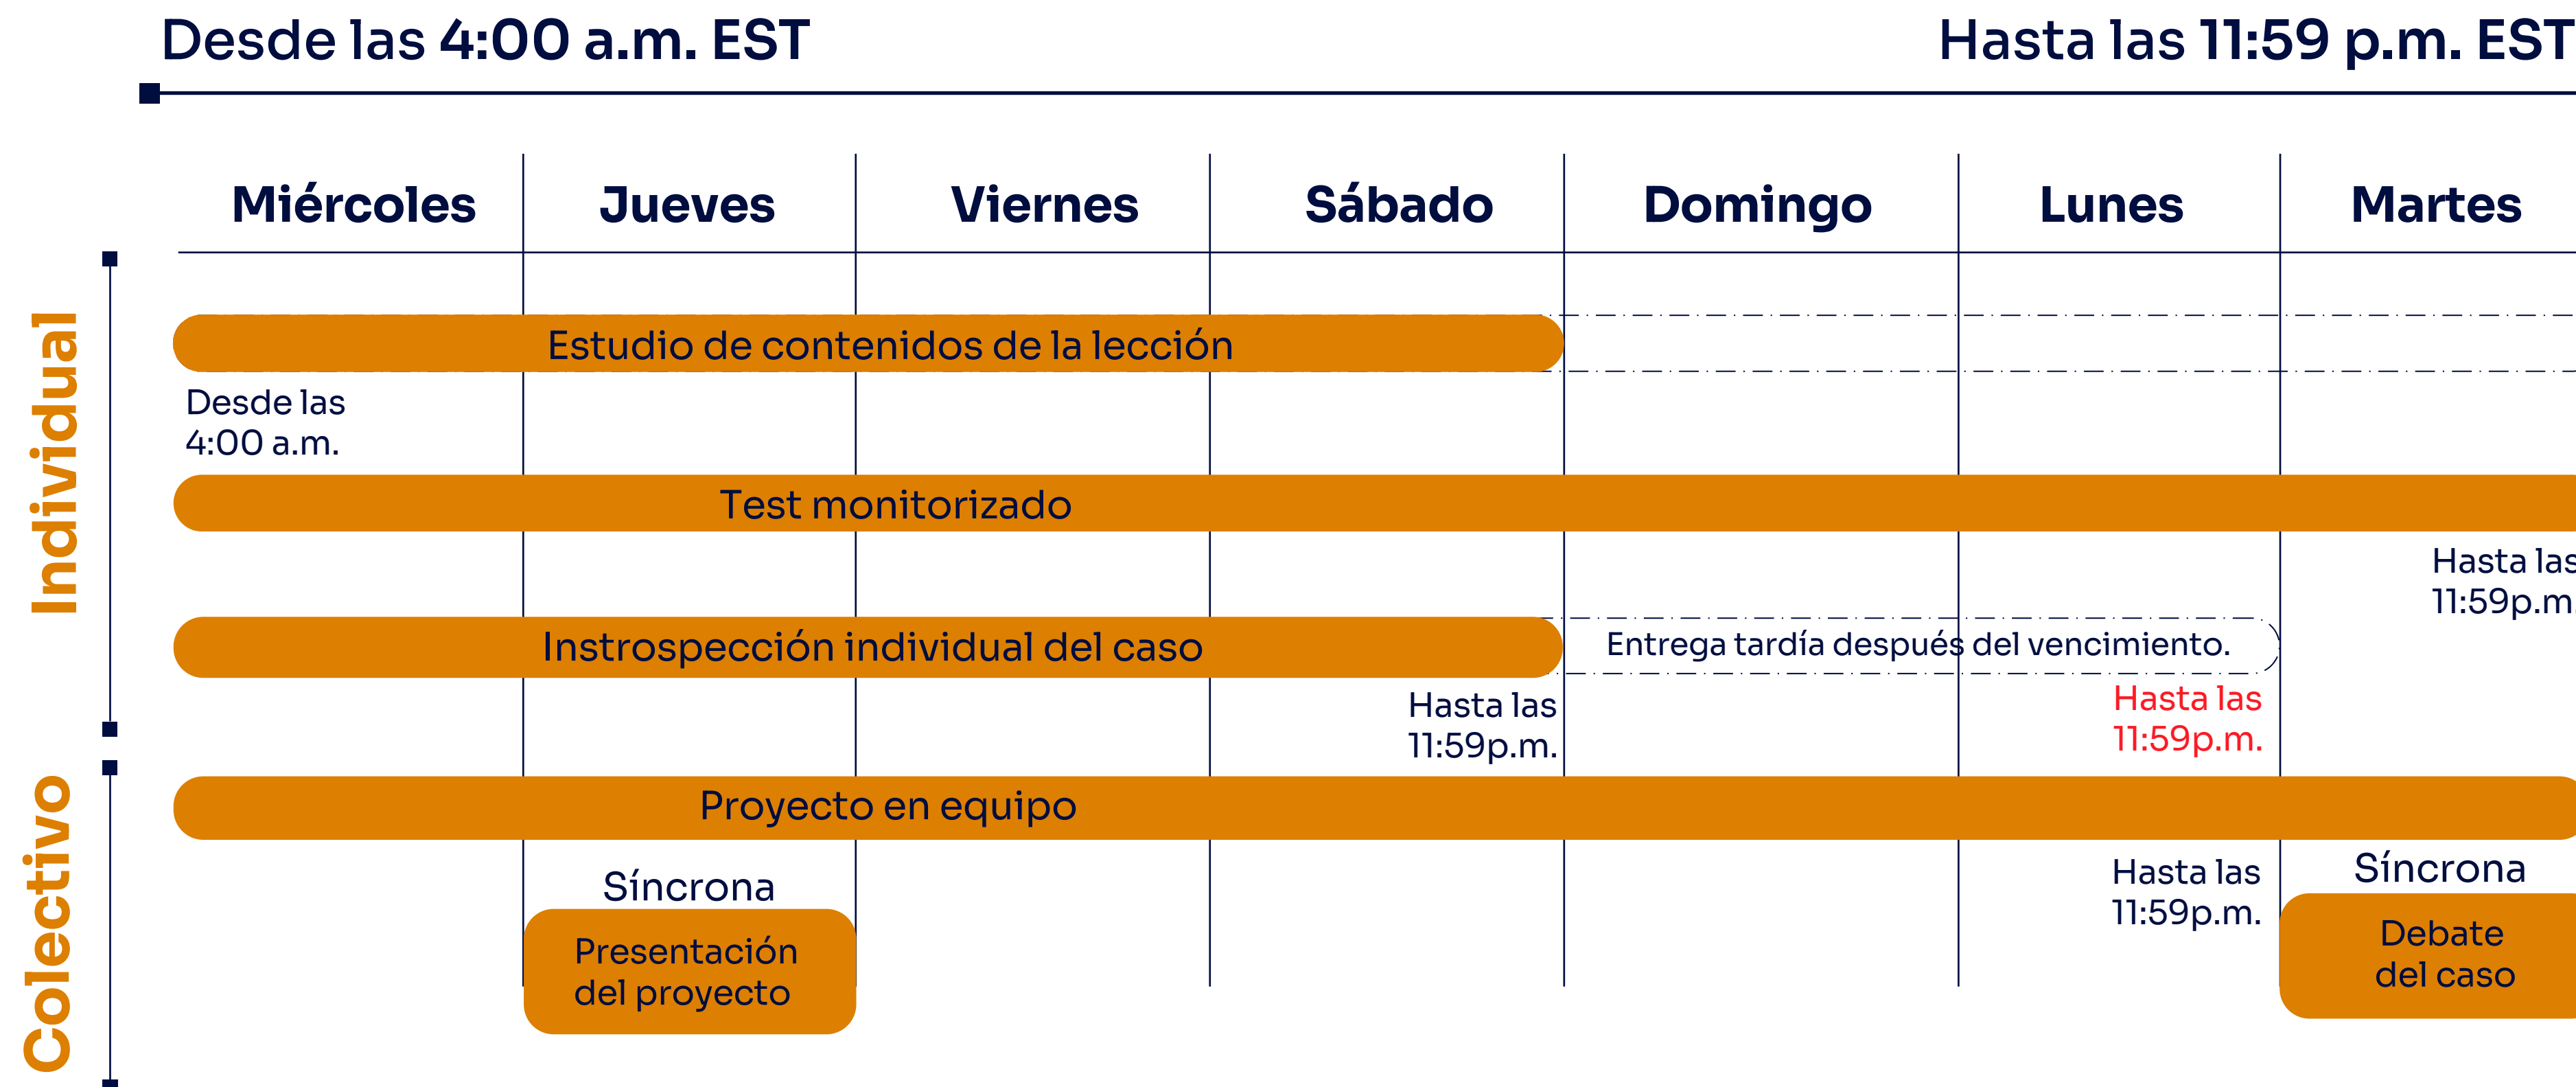 Desde las 4:00 a.m. EST
Hasta las 11:59 p.m. EST
Miércoles
Jueves
Viernes
Sábado
Domingo
Lunes
Martes
Individual
Estudio de contenidos de la lección
Desde las
4:00 a.m.
Test monitorizado
Hasta las
11:59p.m.
Instrospección individual del caso
Entrega tardía después del vencimiento.
Hasta las
11:59p.m.
Hasta las
11:59p.m.
Colectivo
Proyecto en equipo
Síncrona
Presentación
del proyecto
Hasta las
11:59p.m.
Síncrona
Debate
del caso